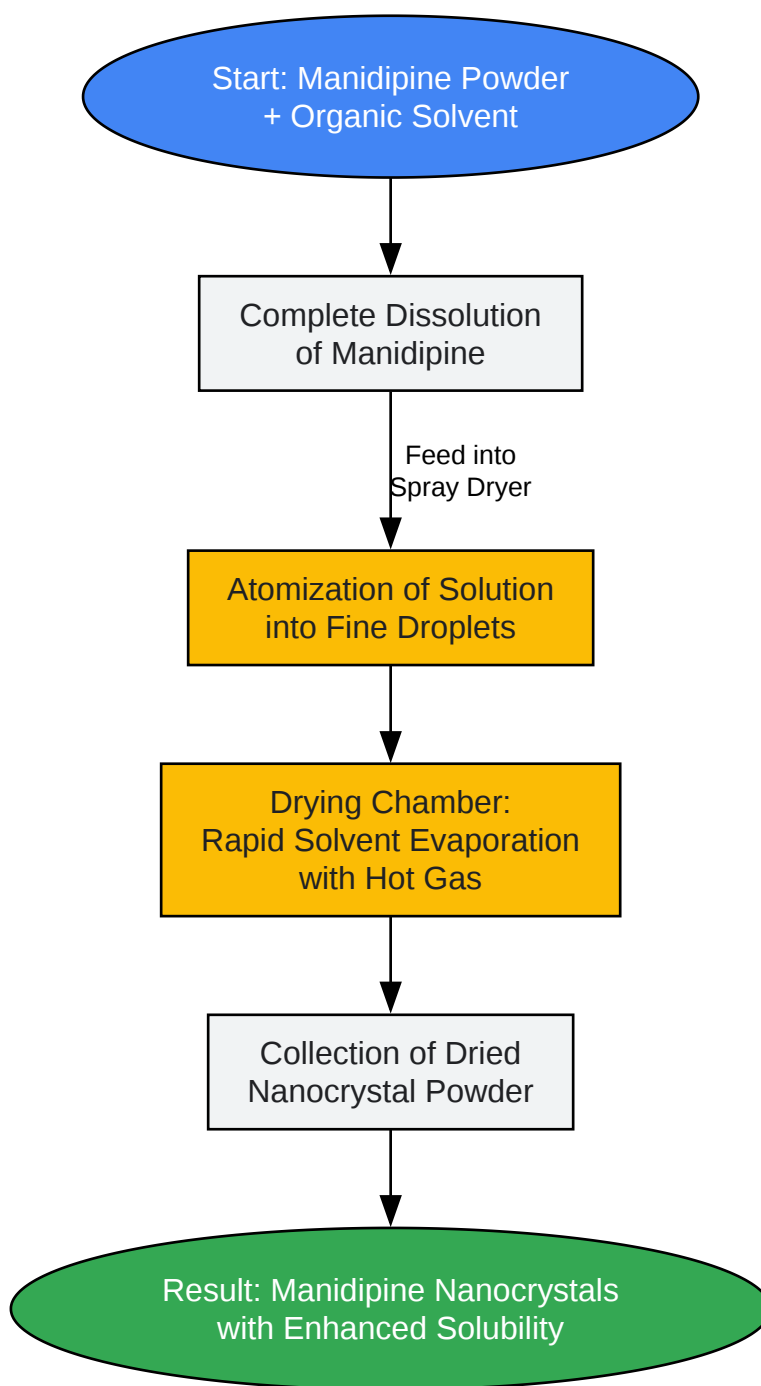 Start: Manidipine Powder
+ Organic Solvent
Complete Dissolution
of Manidipine
Feed into
Spray Dryer
Atomization of Solution
into Fine Droplets
Drying Chamber:
Rapid Solvent Evaporation
with Hot Gas
Collection of Dried
Nanocrystal Powder
Result: Manidipine Nanocrystals
with Enhanced Solubility